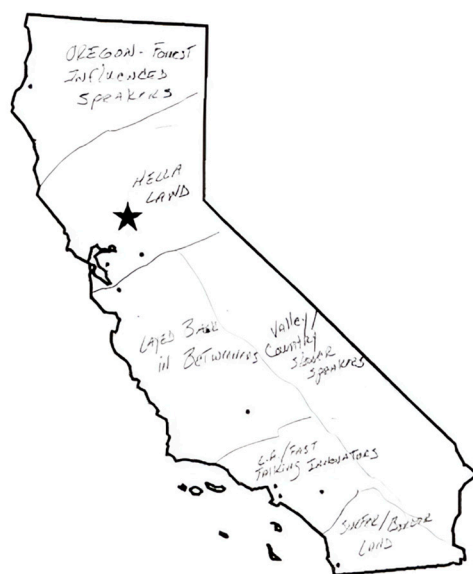 OREGON-FOREST
INFLUENCED
SPEAKERS
HELLA
LAND
LAYED BACK
IN BETWEENERS
Valley/
Country
SLOWER
SPEAKERS
L.A./FAST
TALKING INNOVATORS
SURFER/BORDER
LAND